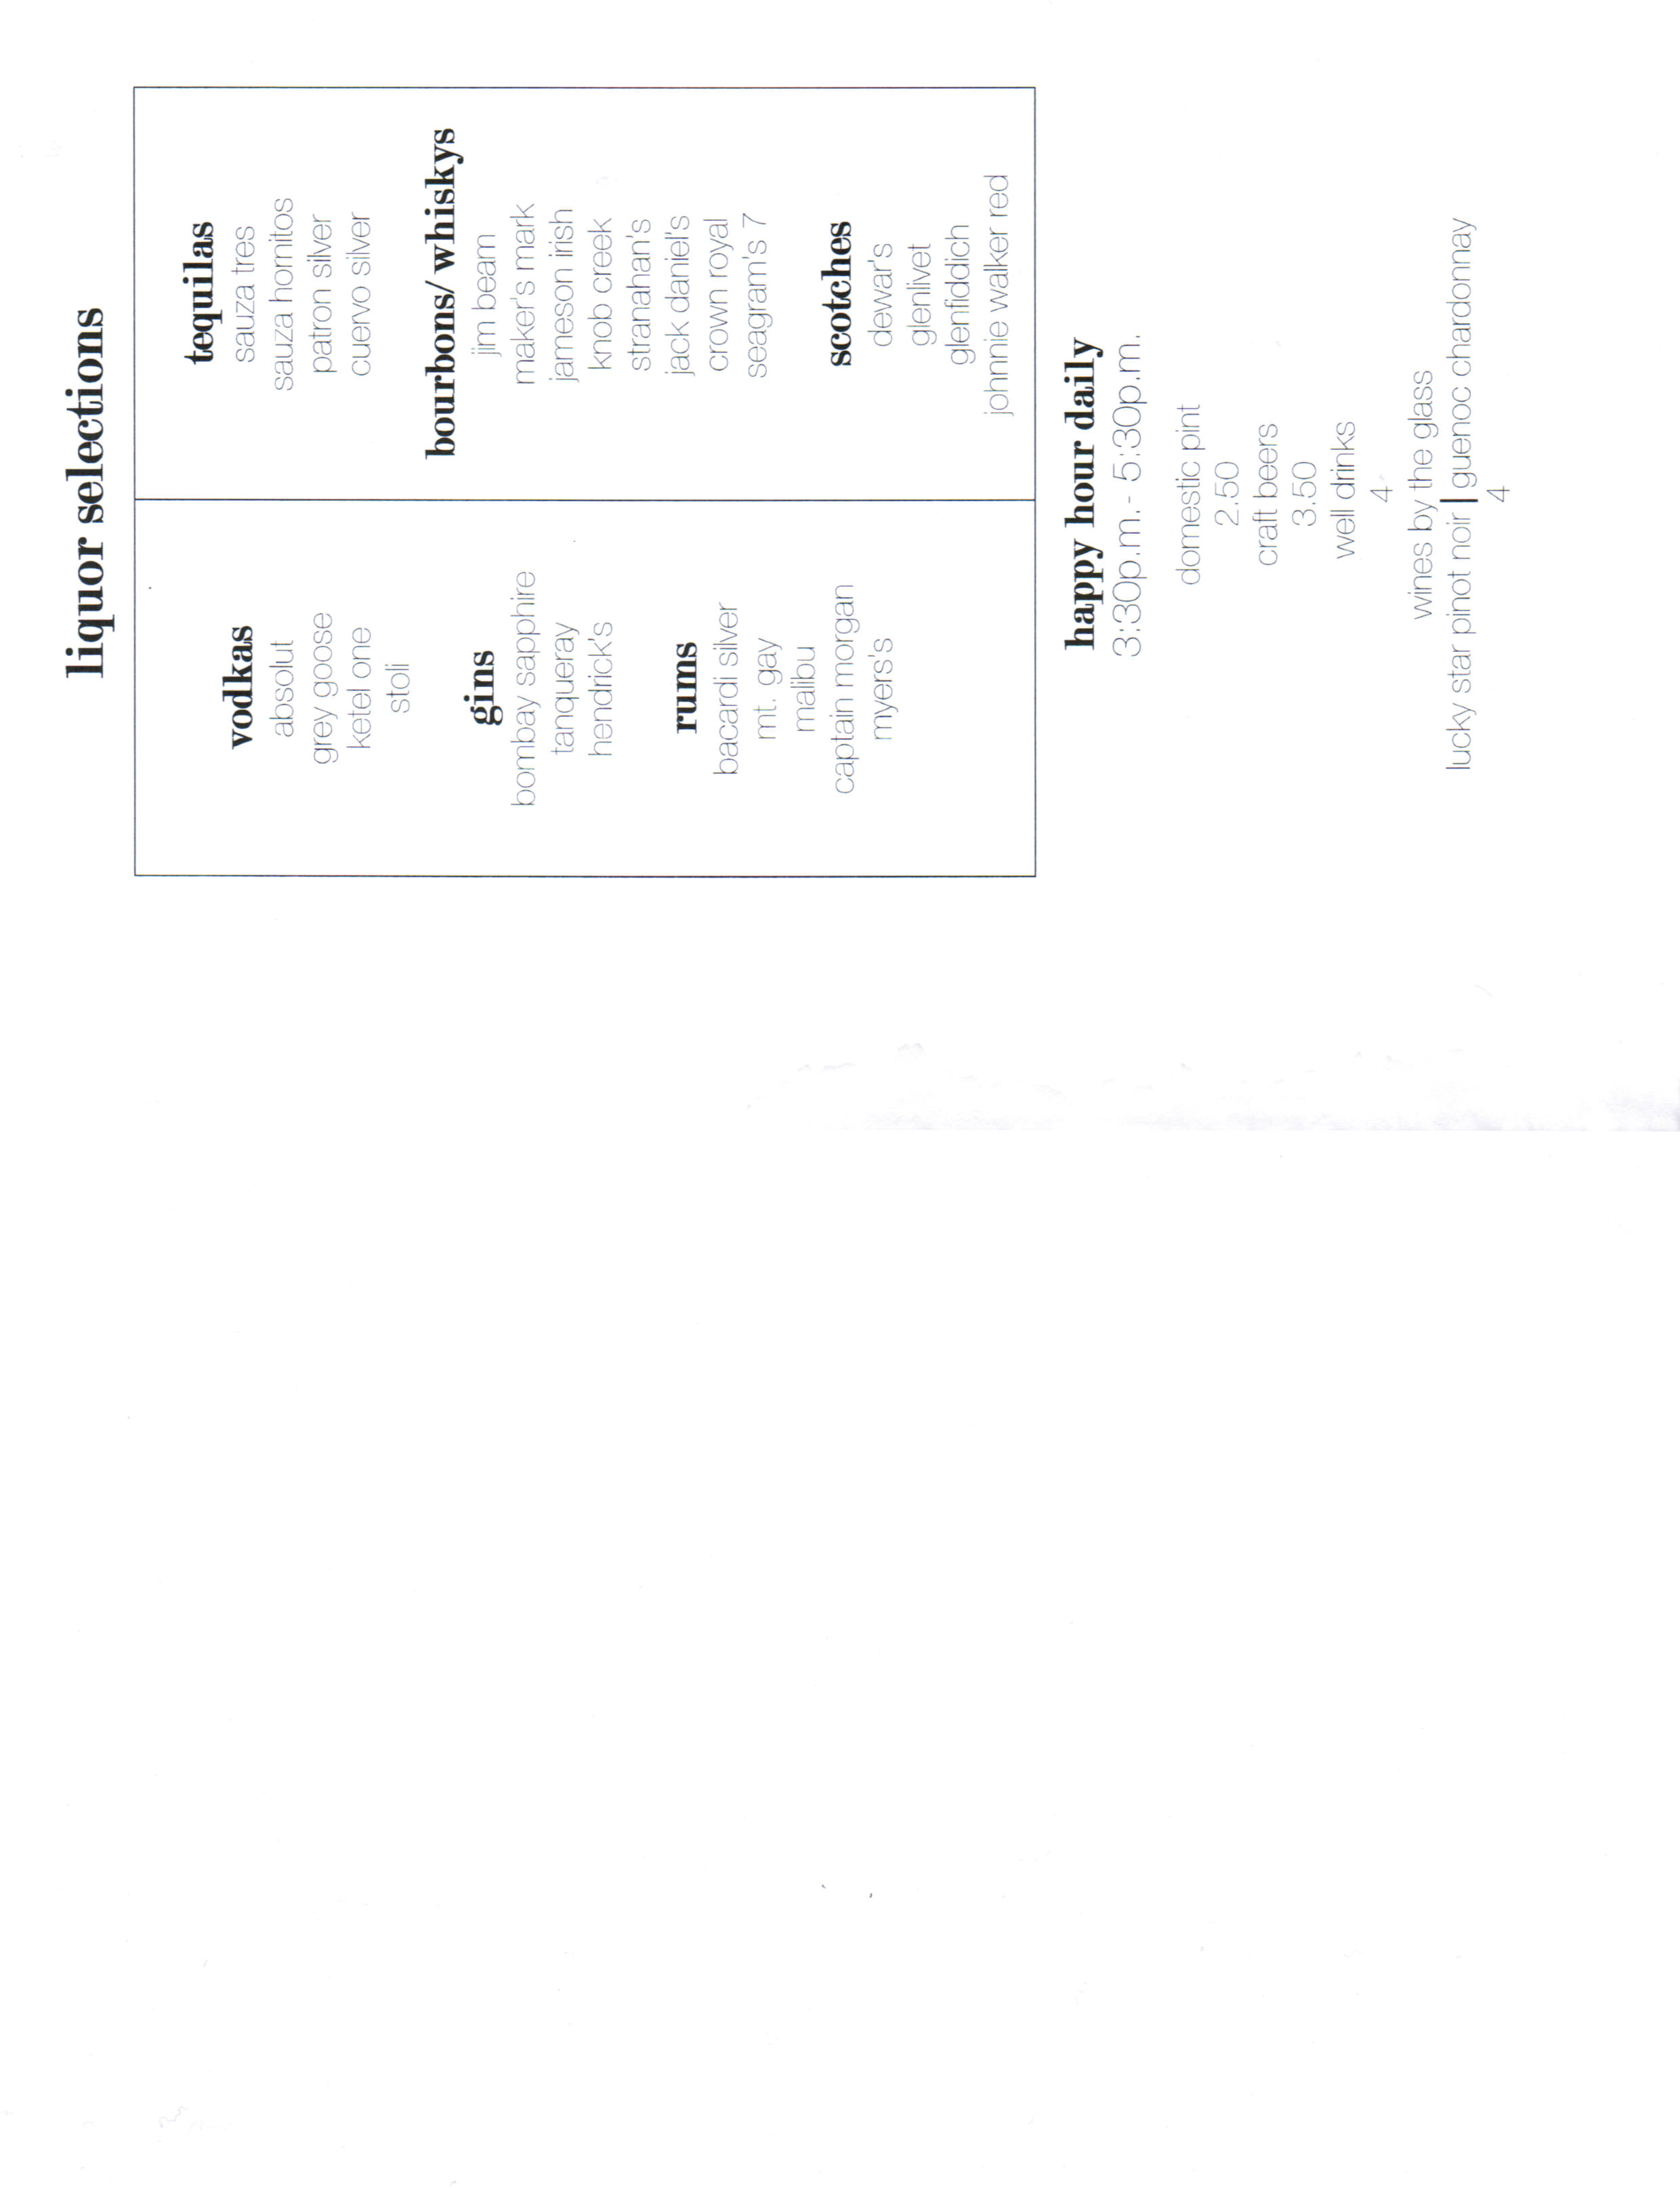 liquor selections
vodkas
absolut
grey goose
ketel one
stoli
gins
bombay sapphire
tanqueray
hendrick's
rums
bacardi silver
mt. gay
malibu
captain morgan
myers's
tequilas
sauza tres
sauza hornitos
patron silver
cuervo silver
bourbons/ whiskys
jim beam
maker's mark
jameson irish
knob creek
stranahan's
jack daniel's
crown royal
seagram's 7
scotches
dewar's
glenlivet
glenfiddich
johnnie walker red
happy hour daily
3:30p.m.- 5:30p.m.
domestic pint
2.50
craft beers
3.50
well drinks
4
wines by the glass
lucky star pinot noir | guenoc chardonnay
4